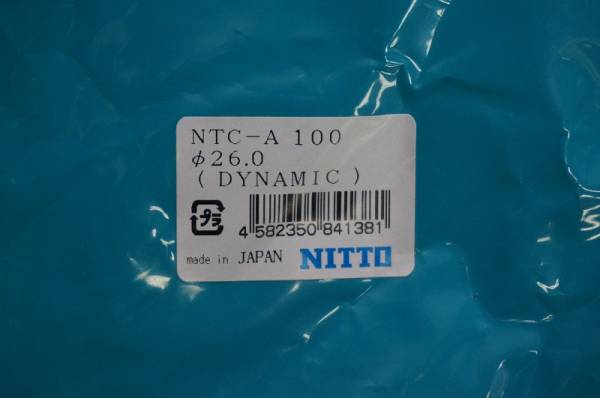 NTC-A 100
φ26.0
( DYNAMIC )
プラ
4 582350 841381
made in JAPAN NITTO